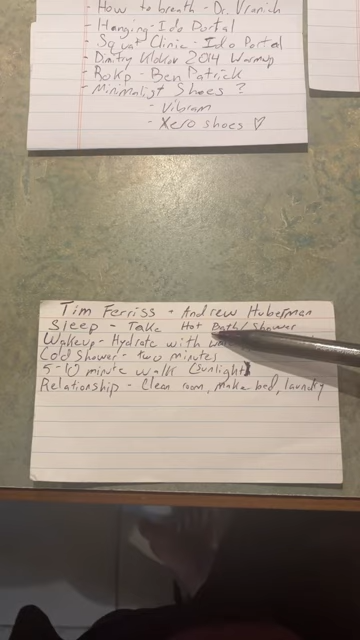 - How to breath - Dr. Vranich
- Hanging - Ido Portal
- Squat Clinic - Ido Portal
- Dmitry Klokov 2014 Warmup
- Rokp - Ben Patrick
- Minimalist Shoes ?
- Vibram
- Xero shoes ♡
Tim Ferriss + Andrew Huberman
Sleep - Take Hot Bath/Shower
Wakeup - Hydrate with
Cold Shower - two minutes
5-10 minute walk (sunlight)
Relationship - Clean room, make bed, laundry